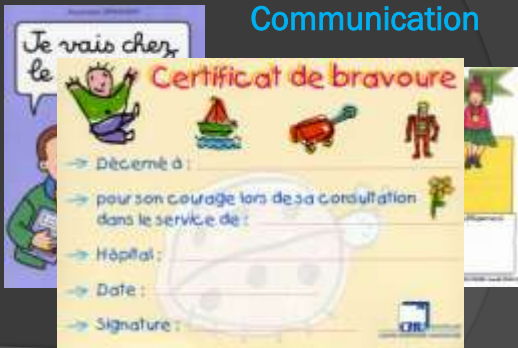 Communication
Je vais chez
le
Certificat de bravoure
Décerné à :
pour son courage lors de sa consultation
dans le service de :
Hôpital :
Date :
Signature :
CHU